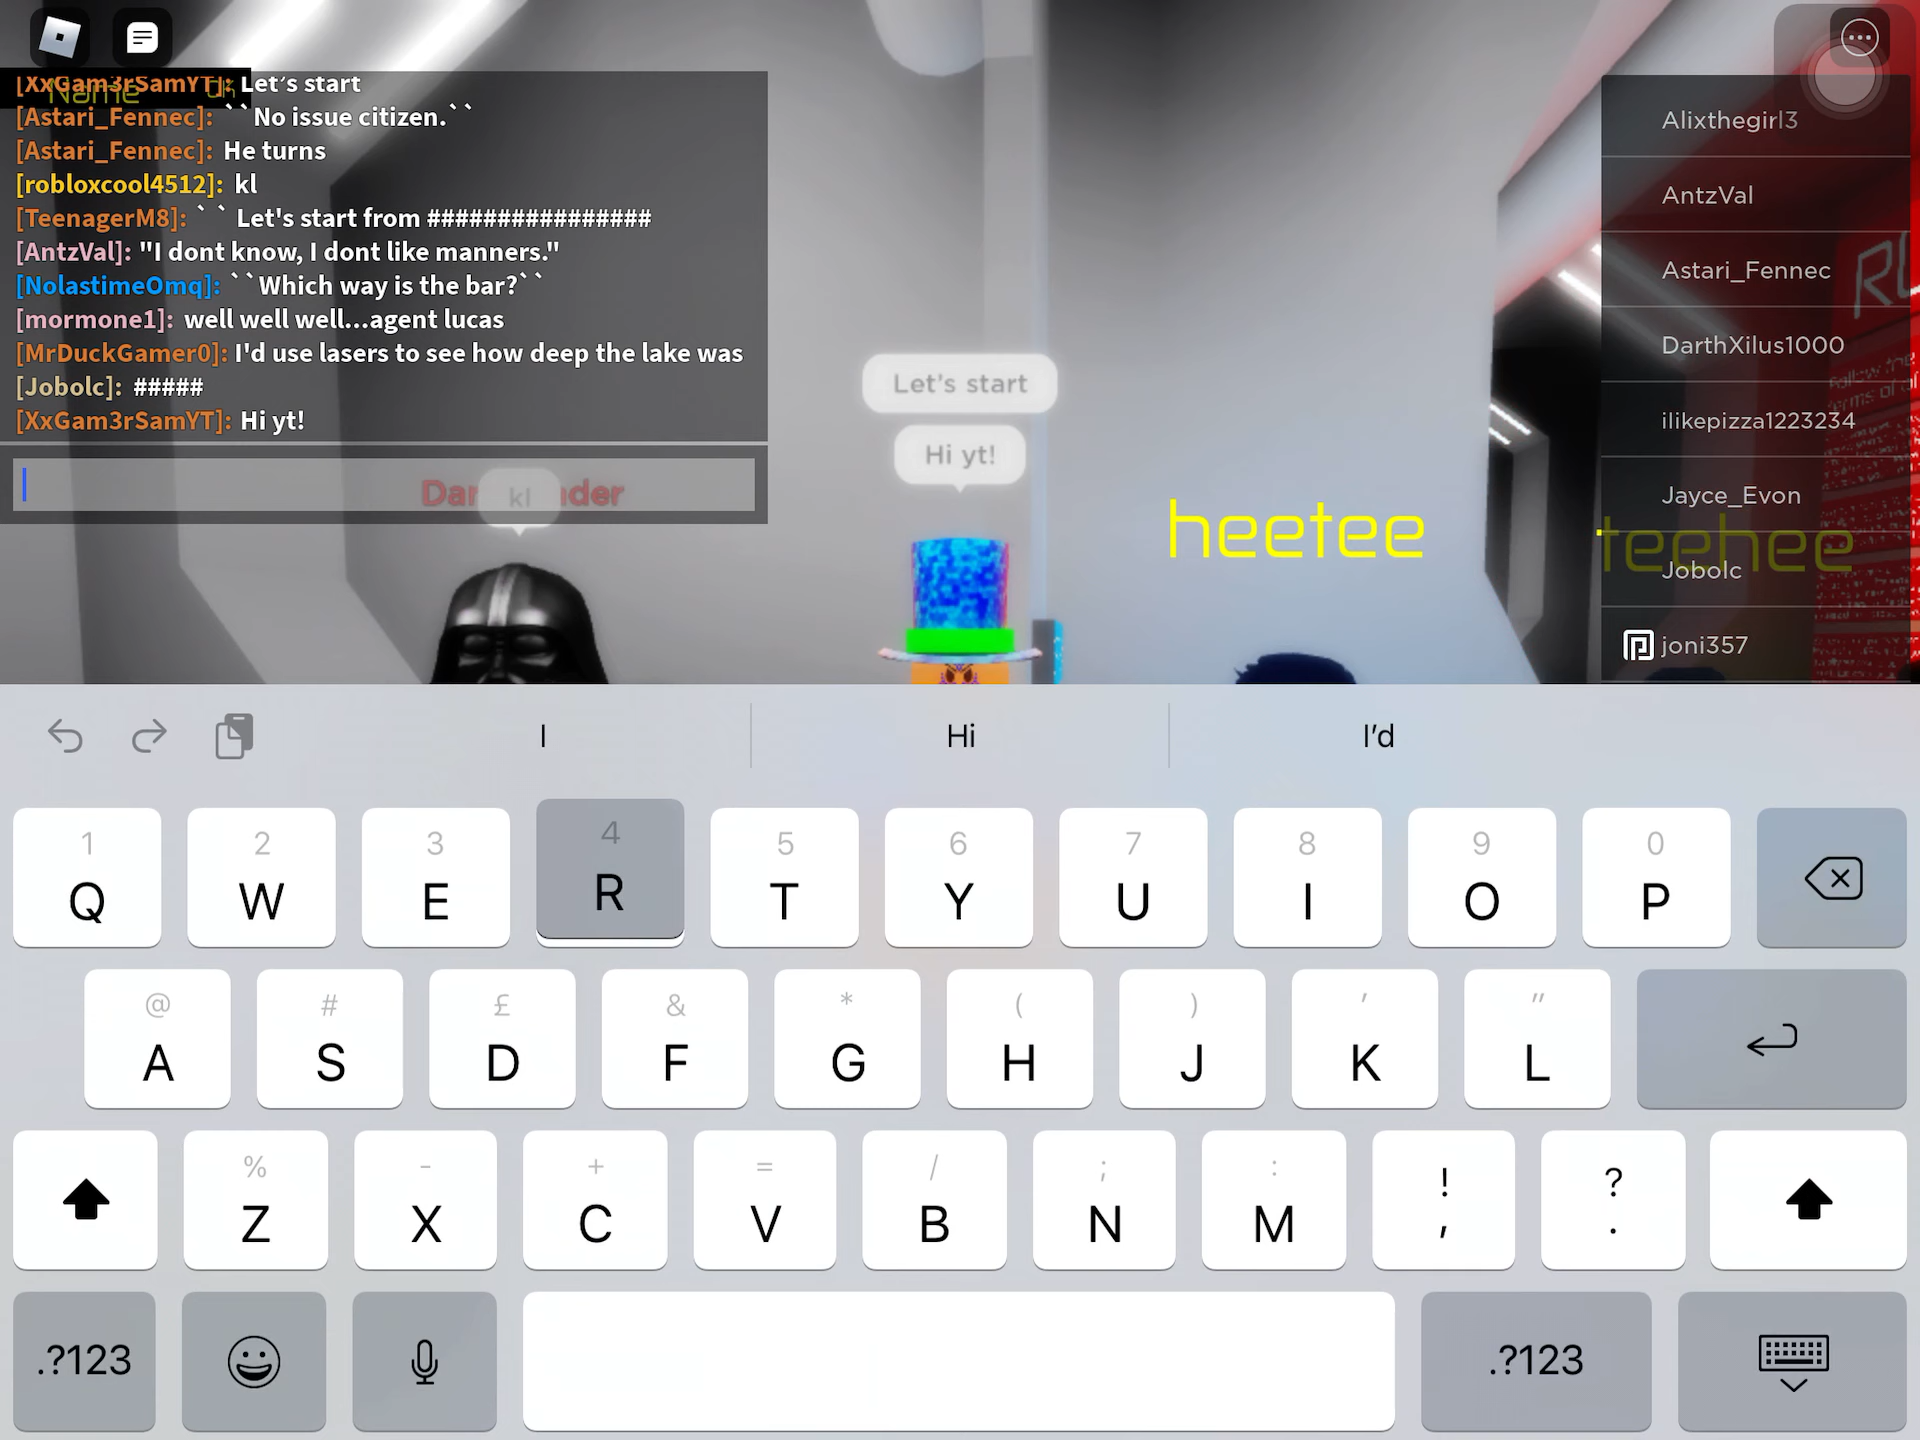 Name
[XxGam3rSamYT]: Let's start
[Astari_Fennec]: ``No issue citizen.``
[Astari_Fennec]: He turns
[robloxcool4512]: kl
[TeenagerM8]: `` Let's start from ################
[AntzVal]: "I dont know, I dont like manners."
[NolastimeOmq]: ``Which way is the bar?``
[mormone1]: well well well...agent lucas
[MrDuckGamer0]: I'd use lasers to see how deep the lake was
[Jobolc]: #####
[XxGam3rSamYT]: Hi yt!
kl
Let's start
Hi yt!
heetee
teehee
Alixthegirl3
AntzVal
Astari_Fennec
DarthXilus1000
ilikepizza1223234
Jayce_Evon
Jobolc
joni357
I Hi I'd
1 2 3 4 5 6 7 8 9 0
Q W E R T Y U I O P
@ # £ & * ( ) ' "
A S D F G H J K L
% - + = / ; : ! ?
Z X C V B N M , .
.?123 .?123